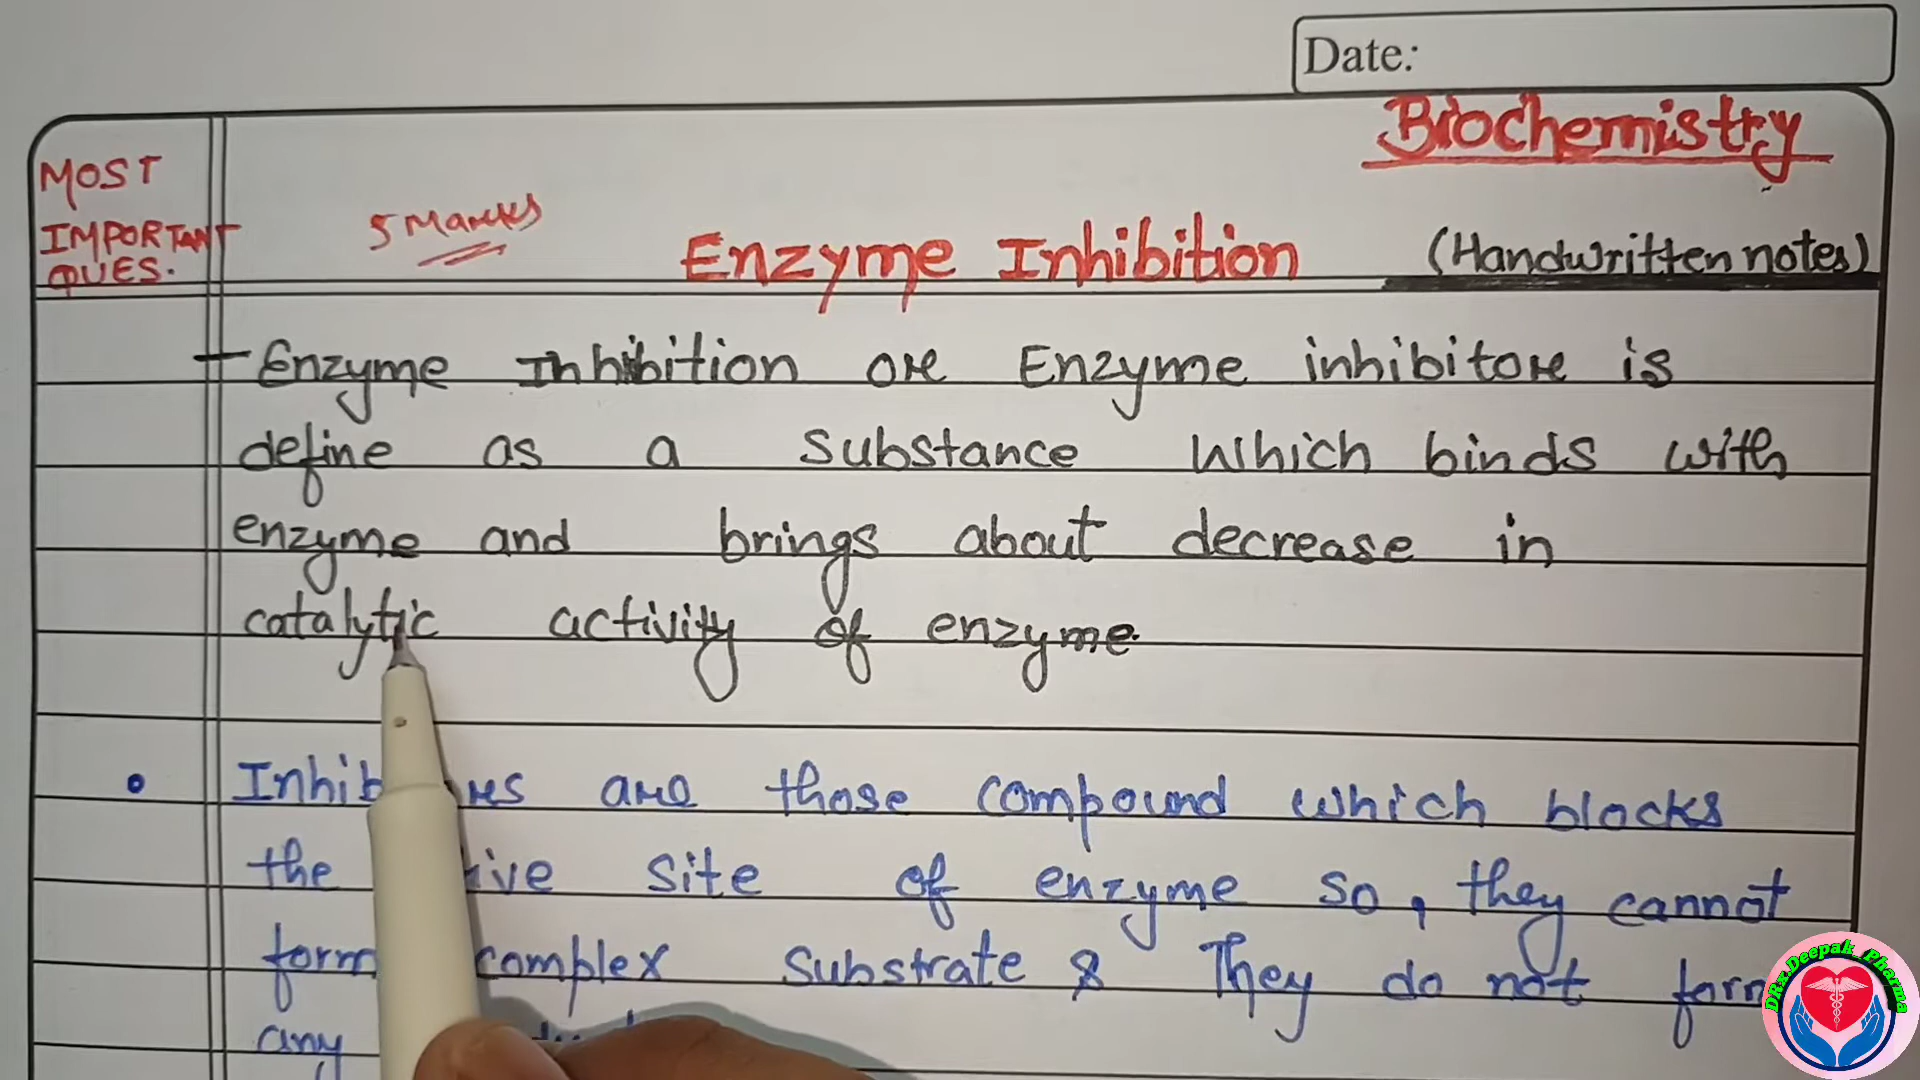 Date:
Biochemistry
MOST
IMPORTANT
QUES.
5 Marks
Enzyme Inhibition
(Handwritten notes)
- Enzyme Inhibition or Enzyme inhibitor is
define as a substance which binds with
enzyme and brings about decrease in
catalytic activity of enzyme.
• are those compound which blocks
the site of enzyme so, they cannot
form complex substrate & They do not form
any
DRx.Deepak_Pharma